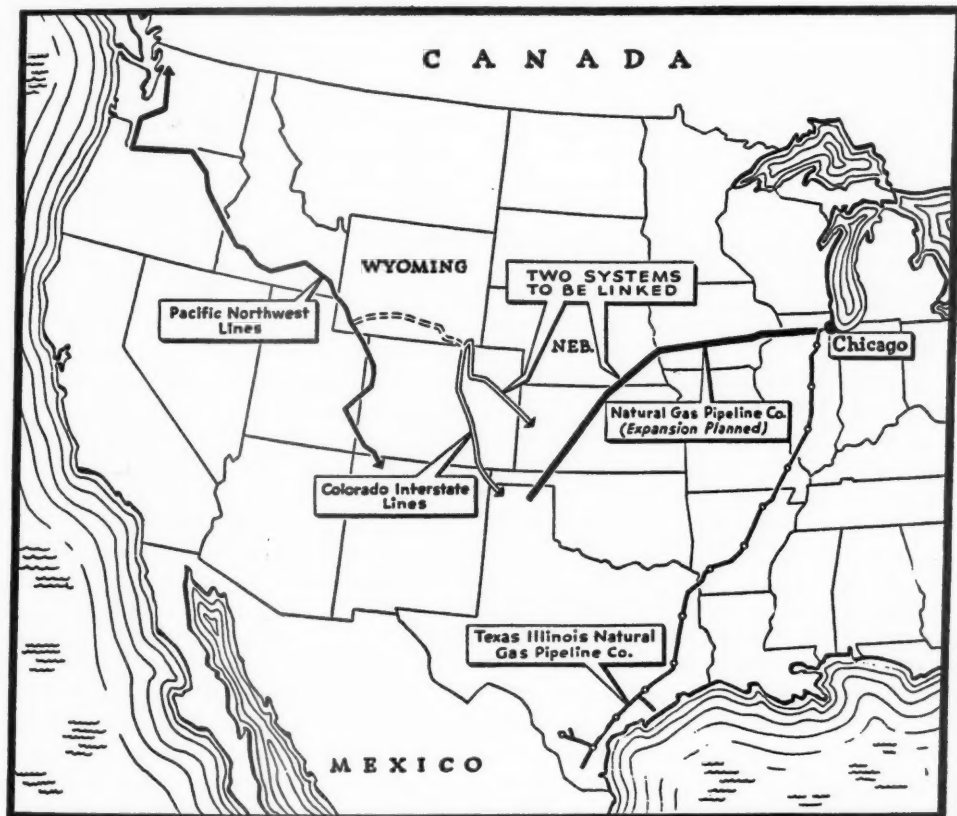 CANADA
WYOMING
TWO SYSTEMS
TO BE LINKED
Pacific Northwest
Lines
NEB.
Chicago
Natural Gas Pipeline Co.
(Expansion Planned)
Colorado Interstate
Lines
Texas Illinois Natural
Gas Pipeline Co.
MEXICO